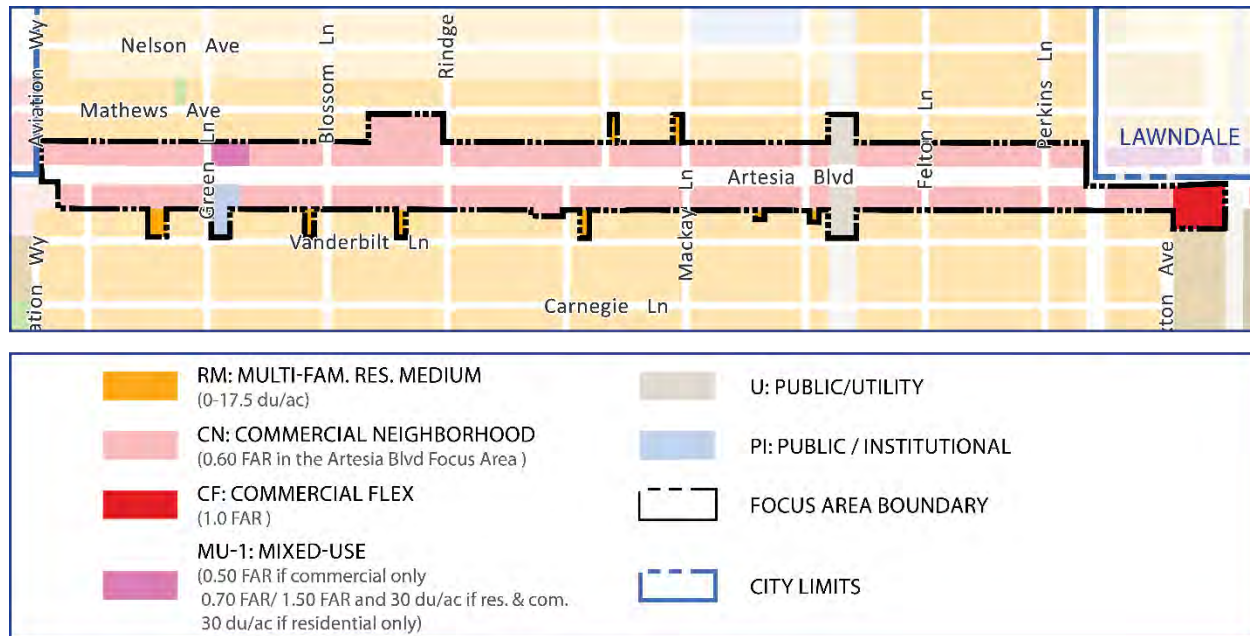 Aviation Wy
Nelson Ave
Blossom Ln
Rindge
Mathews Ave
Green Ln
Felton Ln
Perkins Ln
LAWNDALE
Artesia Blvd
Mackay Ln
Vanderbilt Ln
Carnegie Ln
ation Wy
ton Ave
RM: MULTI-FAM. RES. MEDIUM
(0-17.5 du/ac)
CN: COMMERCIAL NEIGHBORHOOD
(0.60 FAR in the Artesia Blvd Focus Area )
CF: COMMERCIAL FLEX
(1.0 FAR )
MU-1: MIXED-USE
(0.50 FAR if commercial only
0.70 FAR/ 1.50 FAR and 30 du/ac if res. & com.
30 du/ac if residential only)
U: PUBLIC/UTILITY
PI: PUBLIC / INSTITUTIONAL
FOCUS AREA BOUNDARY
CITY LIMITS